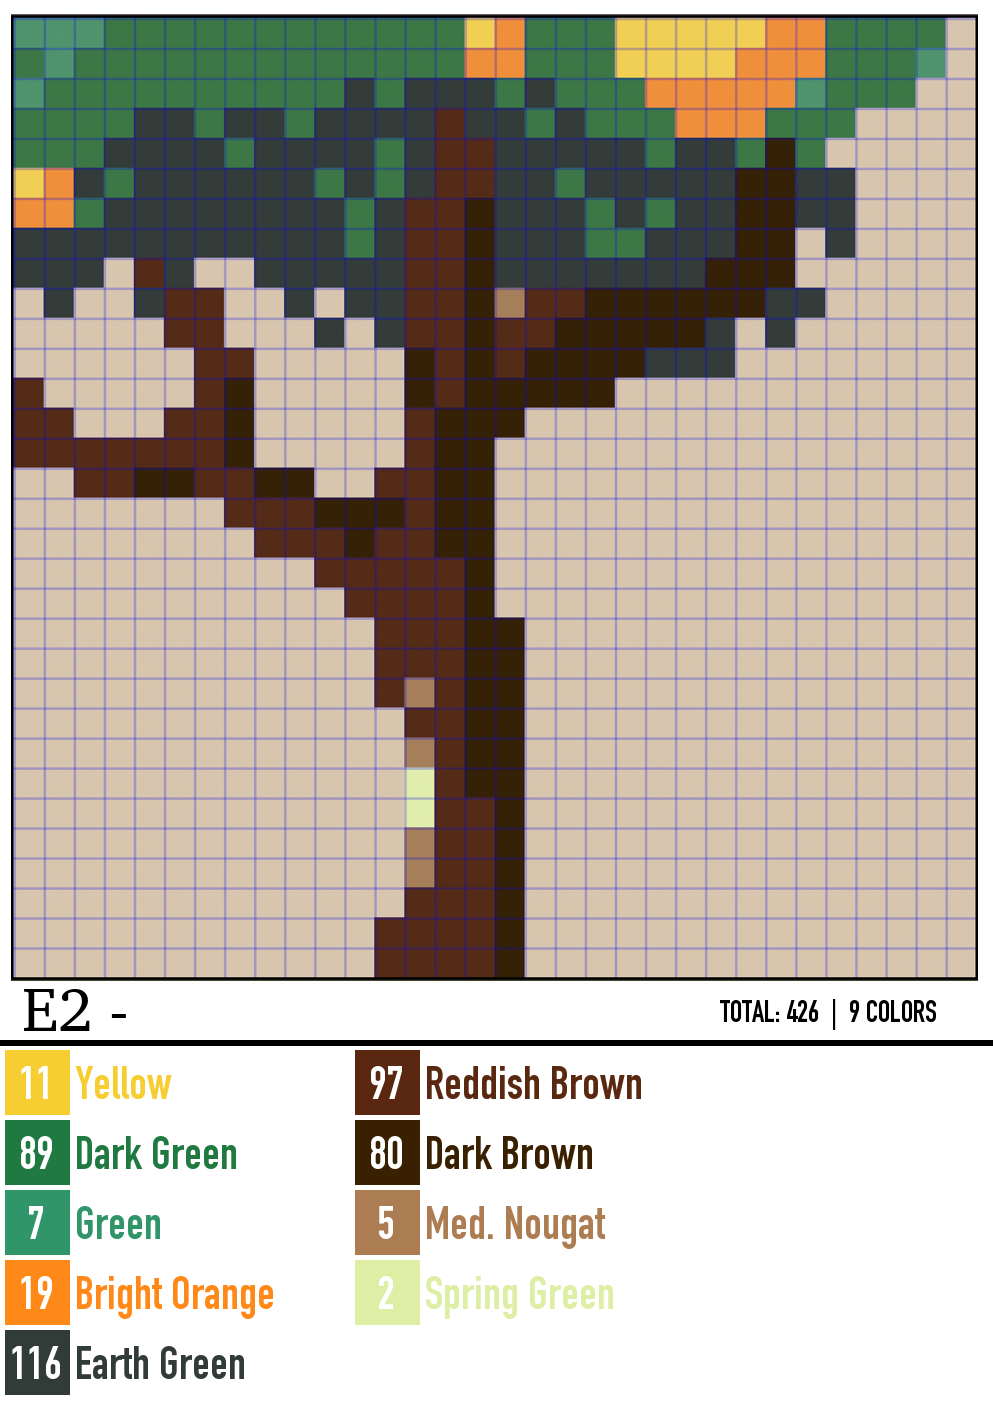 E2 -
TOTAL: 426 | 9 COLORS
11 Yellow
89 Dark Green
7 Green
19 Bright Orange
116 Earth Green
97 Reddish Brown
80 Dark Brown
5 Med. Nougat
2 Spring Green